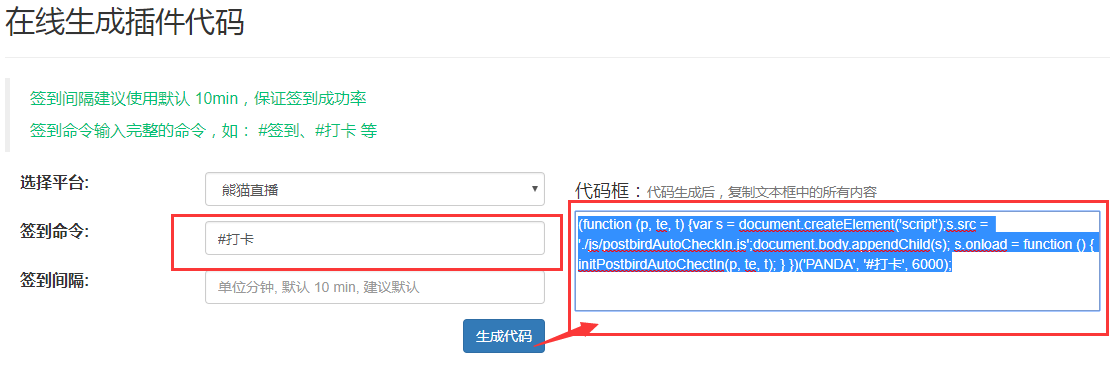 在线生成插件代码
签到间隔建议使用默认 10min，保证签到成功率
签到命令输入完整的命令，如： #签到、#打卡 等
选择平台:
熊猫直播
签到命令:
#打卡
签到间隔:
单位分钟, 默认 10 min, 建议默认
生成代码
代码框：代码生成后，复制文本框中的所有内容
(function (p, te, t) {var s = document.createElement('script');s.src =
'./js/postbirdAutoCheckIn.js';document.body.appendChild(s); s.onload = function () {
initPostbirdAutoChectIn(p, te, t); } })('PANDA', '#打卡', 6000);